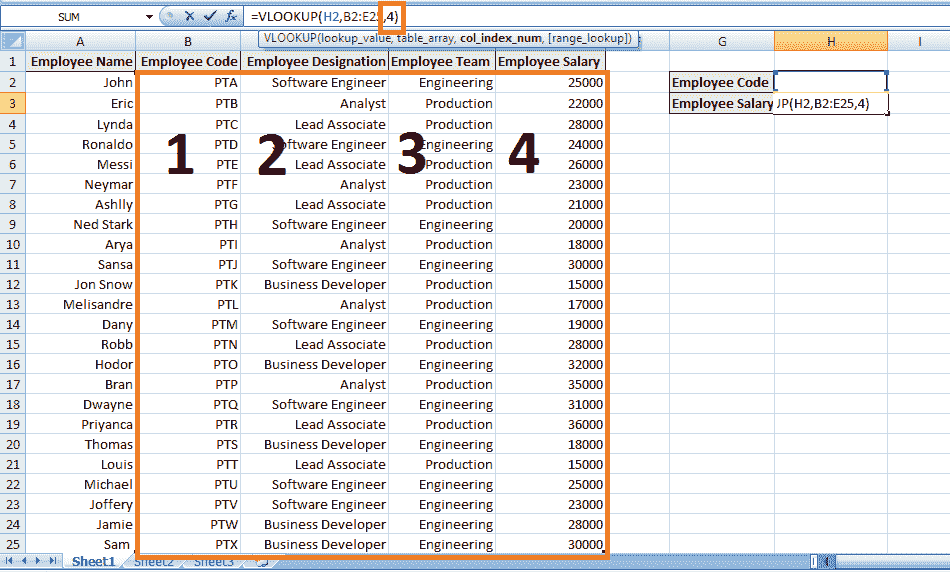 SUM =VLOOKUP(H2,B2:E25,4)
VLOOKUP(lookup_value, table_array, col_index_num, [range_lookup])
A B C D E G H I
1 Employee Name Employee Code Employee Designation Employee Team Employee Salary
2 John PTA Software Engineer Engineering 25000 Employee Code
3 Eric PTB Analyst Production 22000 Employee Salary JP(H2,B2:E25,4)
4 Lynda PTC Lead Associate Production 28000
5 Ronaldo PTD Software Engineer Engineering 24000
1 2 3 4
6 Messi PTE Lead Associate Production 26000
7 Neymar PTF Analyst Production 23000
8 Ashlly PTG Lead Associate Production 21000
9 Ned Stark PTH Software Engineer Engineering 20000
10 Arya PTI Analyst Production 18000
11 Sansa PTJ Software Engineer Engineering 30000
12 Jon Snow PTK Business Developer Production 15000
13 Melisandre PTL Analyst Production 17000
14 Dany PTM Software Engineer Engineering 19000
15 Robb PTN Lead Associate Engineering 28000
16 Hodor PTO Business Developer Engineering 32000
17 Bran PTP Analyst Production 35000
18 Dwayne PTQ Software Engineer Engineering 31000
19 Priyanca PTR Lead Associate Production 36000
20 Thomas PTS Business Developer Engineering 18000
21 Louis PTT Lead Associate Production 15000
22 Michael PTU Software Engineer Engineering 25000
23 Joffery PTV Software Engineer Engineering 23000
24 Jamie PTW Business Developer Engineering 28000
25 Sam PTX Business Developer Engineering 30000
Sheet1 Sheet2 Sheet3